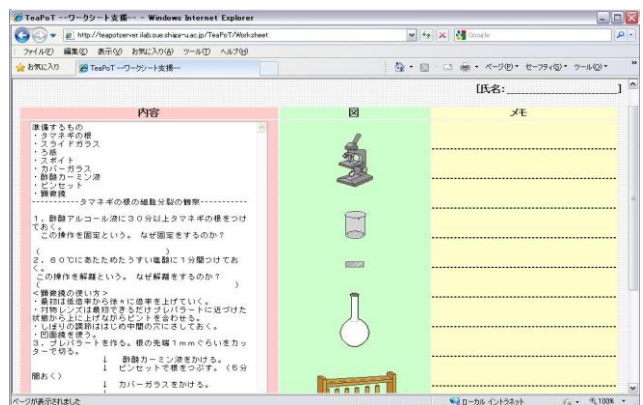 TeaPoT --ワークシート支援-- - Windows Internet Explorer
http://teapotserver.ilab.sue.shiga-u.ac.jp/TeaPoT/Worksheet
Google
ファイル(F) 編集(E) 表示(V) お気に入り(A) ツール(T) ヘルプ(H)
お気に入り TeaPoT --ワークシート支援-- ページ(P) セーフティ(S) ツール(O)
[氏名:                    ]
内容 図 メモ
準備するもの
・タマネギの根
・スライドガラス
・ろ紙
・スポイト
・カバーガラス
・酢酸カーミン液
・ピンセット
・顕微鏡
----------タマネギの根の細胞分裂の観察----------
1.酢酸アルコール液に30分以上タマネギの根をつけ
ておく。
この操作を固定という。 なぜ固定をするのか?
(                    )
2.60℃にあたためたうすい塩酸に1分間つけてお
く。
この操作を解離という。 なぜ解離をするのか?
(                    )
<顕微鏡の使い方>
・最初は低倍率から徐々に倍率を上げていく。
・対物レンズは最初できるだけプレパラートに近づけた
状態から上に上げながらピントを合わせる。
・しぼりの調節ははじめ中間の穴にさしておく。
・凹面鏡を使う。
3.プレパラートを作る。根の先端1mmぐらいをカッ
ターで切る。
↓ 酢酸カーミン液をかける。
↓ ピンセットで根をつぶす。(5分
間おく)
↓ カバーガラスをかける。
ページが表示されました ローカル イントラネット 100%